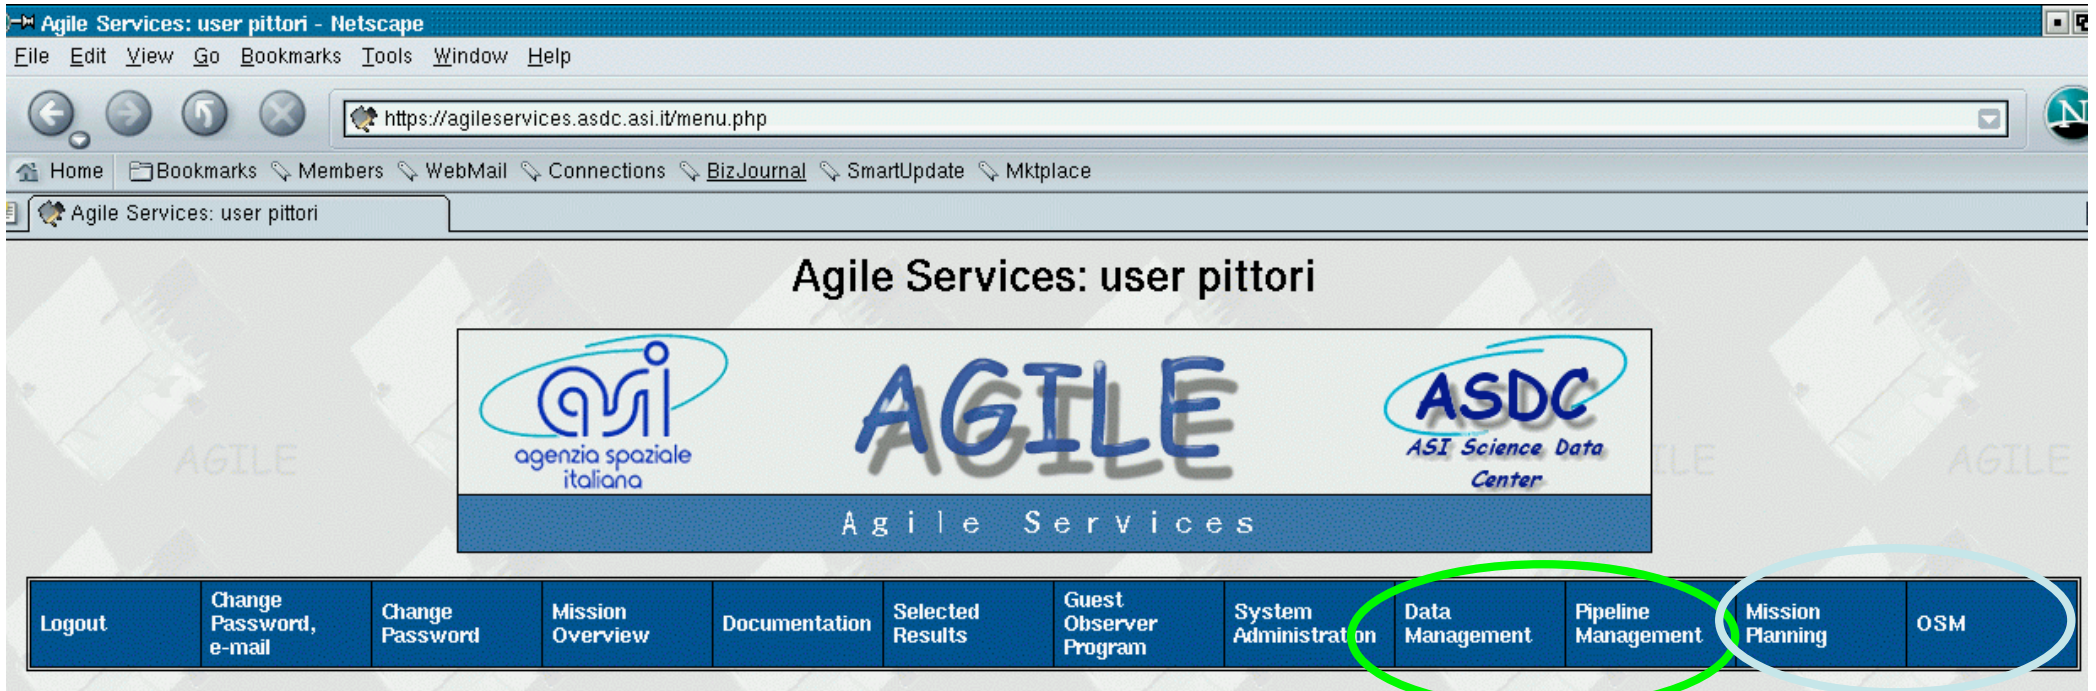 Agile Services: user pittori - Netscape
File Edit View Go Bookmarks Tools Window Help
https://agileservices.asdc.asi.it/menu.php
N
Home Bookmarks Members WebMail Connections BizJournal SmartUpdate Mktplace
Agile Services: user pittori
Agile Services: user pittori
asi
agenzia spaziale
italiana
AGILE
ASDC
ASI Science Data
Center
AGILE
ILE
AGILE
Agile Services
Logout
Change
Password,
e-mail
Change
Password
Mission
Overview
Documentation
Selected
Results
Guest
Observer
Program
System
Administration
Data
Management
Pipeline
Management
Mission
Planning
OSM